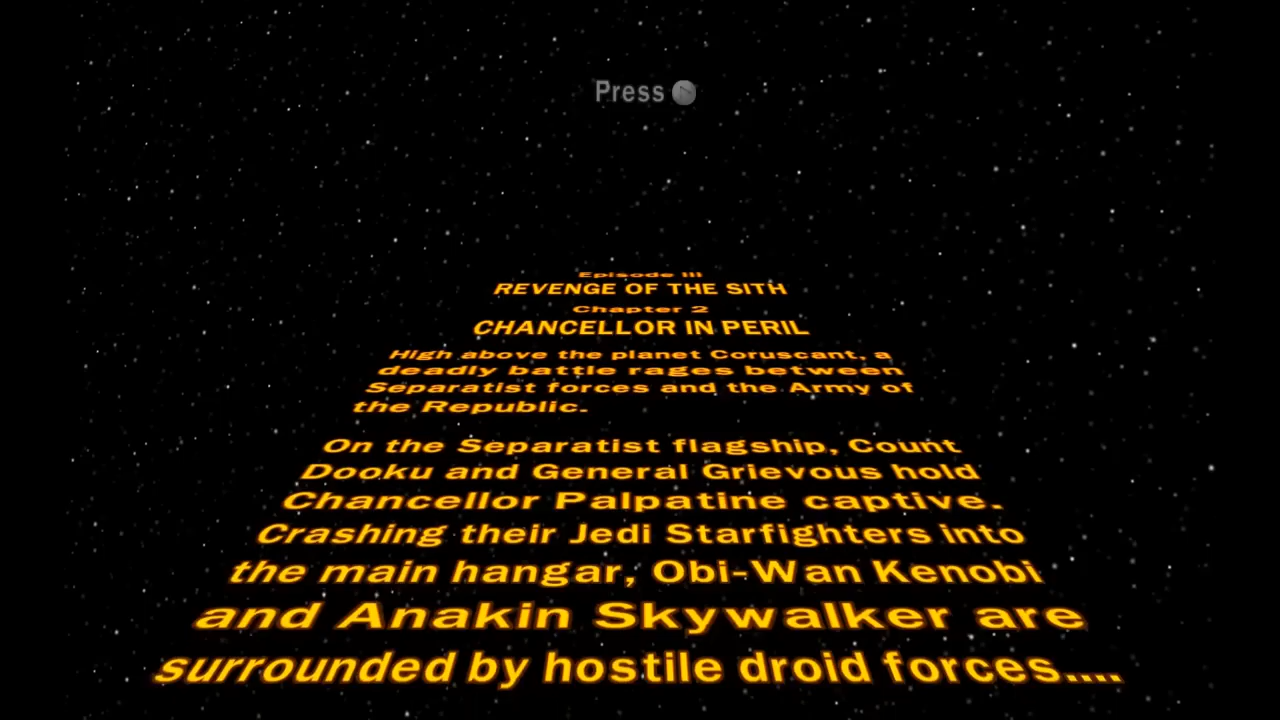 Press
Episode III
REVENGE OF THE SITH
Chapter 2
CHANCELLOR IN PERIL
High above the planet Coruscant, a
deadly battle rages between
Separatist forces and the Army of
the Republic.
On the Separatist flagship, Count
Dooku and General Grievous hold
Chancellor Palpatine captive.
Crashing their Jedi Starfighters into
the main hangar, Obi-Wan Kenobi
and Anakin Skywalker are
surrounded by hostile droid forces....